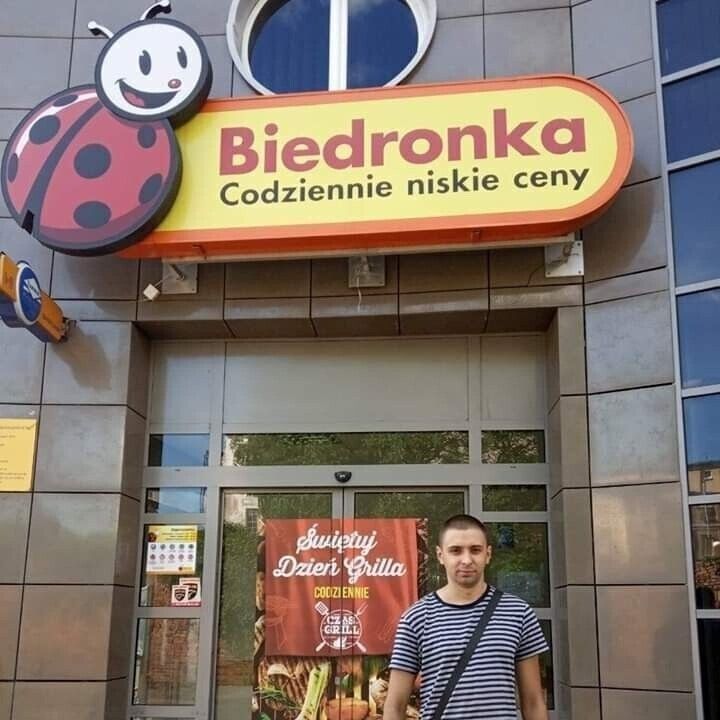 Biedronka
Codziennie niskie ceny
Świętuj
Dzień Grilla
CODZIENNIE
CZAS
GRILL